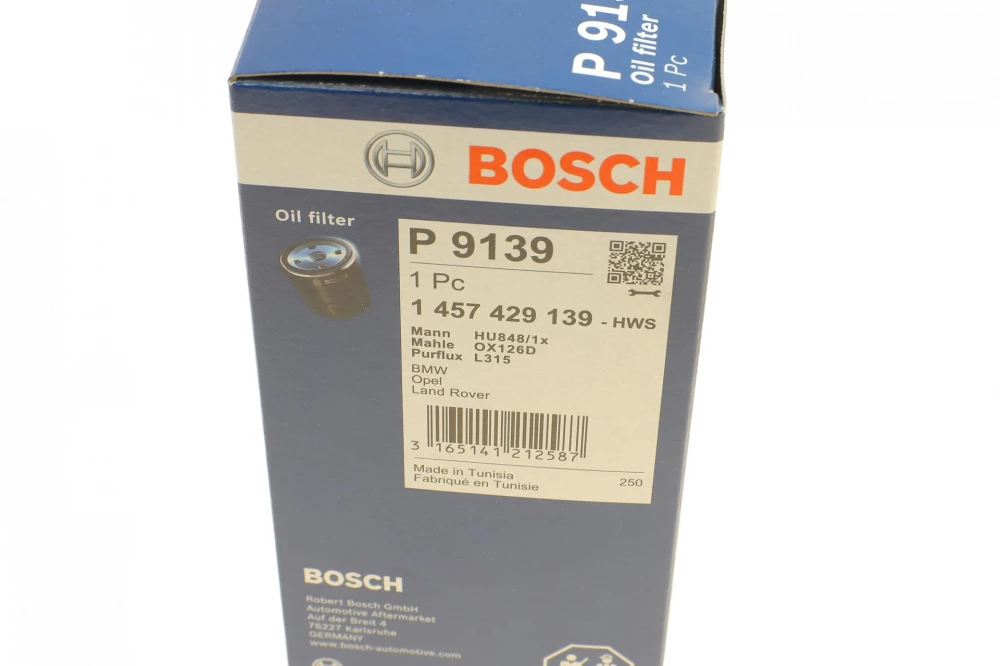 P 913
Oil filter
1 Pc
BOSCH
Oil filter
BOSCH
P 9139
1 Pc
1 457 429 139 - HWS
Mann HU848/1x
Mahle OX126D
Purflux L315
BMW
Opel
Land Rover
3 165141 212587
Made in Tunisia
Fabriqué en Tunisie
250
BOSCH
Robert Bosch GmbH
Automotive Aftermarket
Auf der Breit 4
76227 Karlsruhe
GERMANY
www.bosch-automotive.com